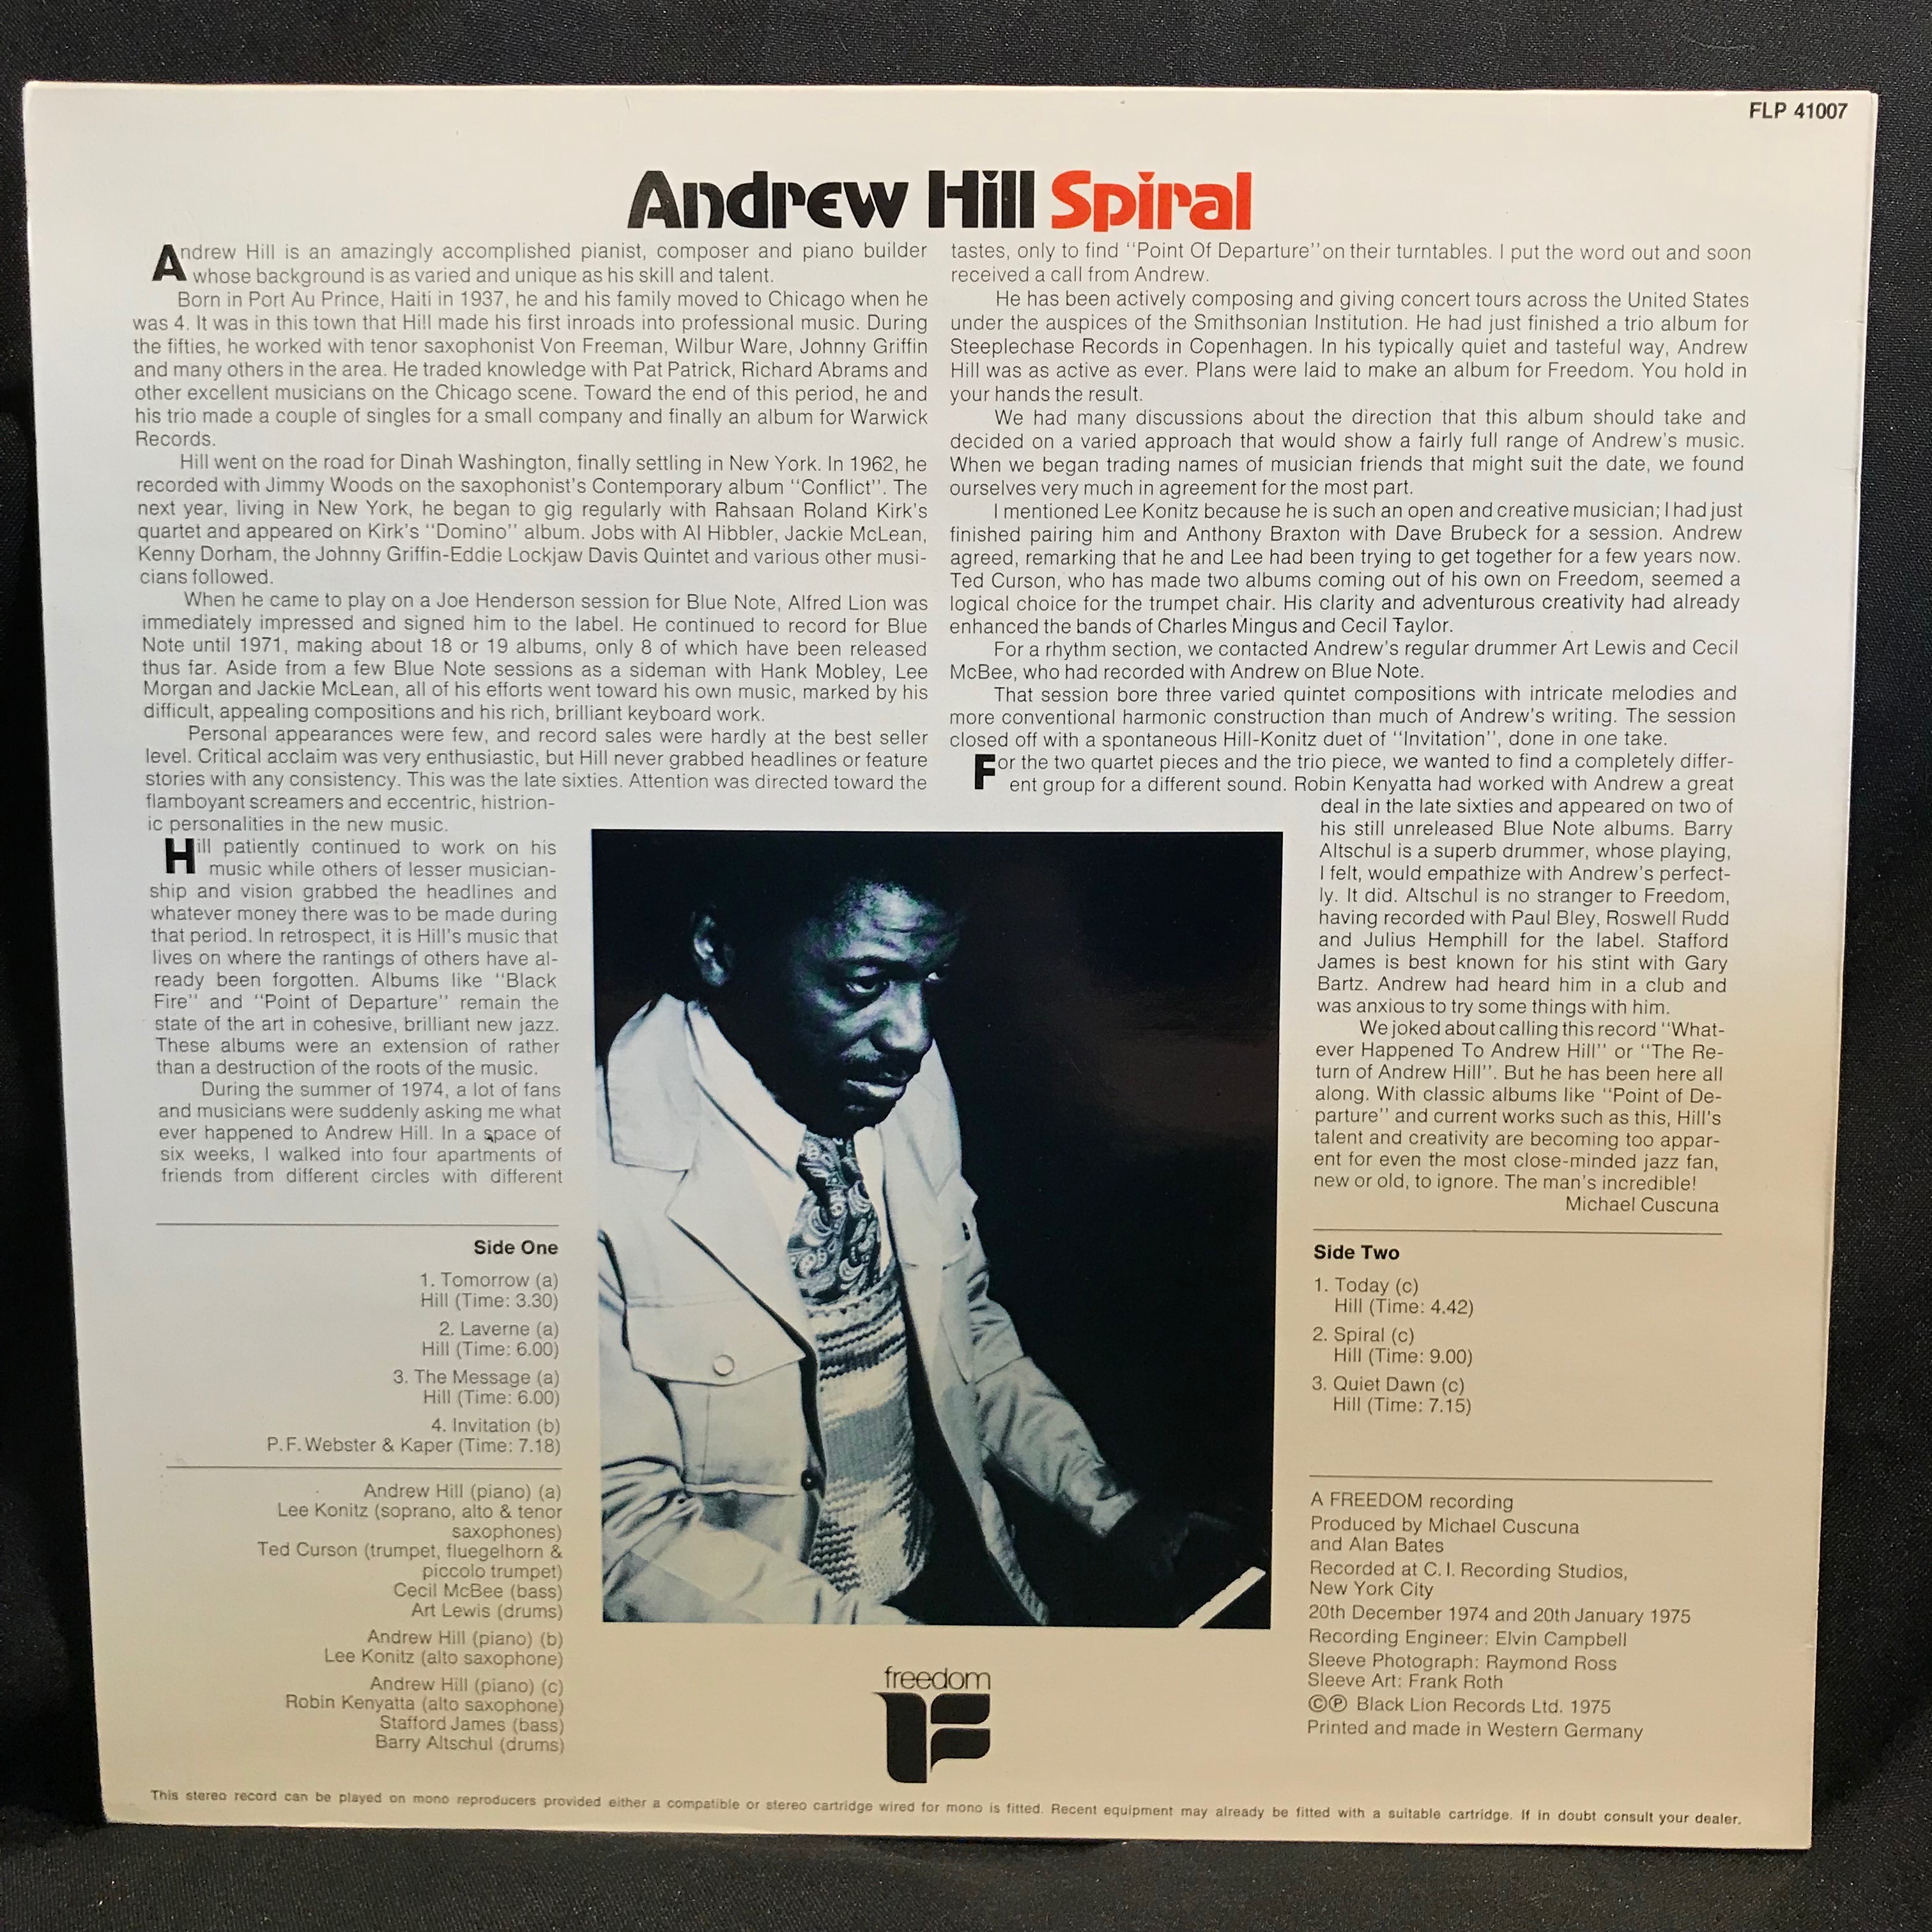 FLP 41007
Andrew Hill Spiral
Andrew Hill is an amazingly accomplished pianist, composer and piano builder
whose background is as varied and unique as his skill and talent.
Born in Port Au Prince, Haiti in 1937, he and his family moved to Chicago when he
was 4. It was in this town that Hill made his first inroads into professional music. During
the fifties, he worked with tenor saxophonist Von Freeman, Wilbur Ware, Johnny Griffin
and many others in the area. He traded knowledge with Pat Patrick, Richard Abrams and
other excellent musicians on the Chicago scene. Toward the end of this period, he and
his trio made a couple of singles for a small company and finally an album for Warwick
Records.
Hill went on the road for Dinah Washington, finally settling in New York. In 1962, he
recorded with Jimmy Woods on the saxophonist's Contemporary album "Conflict". The
next year, living in New York, he began to gig regularly with Rahsaan Roland Kirk's
quartet and appeared on Kirk's "Domino" album. Jobs with Al Hibbler, Jackie McLean,
Kenny Dorham, the Johnny Griffin-Eddie Lockjaw Davis Quintet and various other musi-
cians followed.
When he came to play on a Joe Henderson session for Blue Note, Alfred Lion was
immediately impressed and signed him to the label. He continued to record for Blue
Note until 1971, making about 18 or 19 albums, only 8 of which have been released
thus far. Aside from a few Blue Note sessions as a sideman with Hank Mobley, Lee
Morgan and Jackie McLean, all of his efforts went toward his own music, marked by his
difficult, appealing compositions and his rich, brilliant keyboard work.
Personal appearances were few, and record sales were hardly at the best seller
level. Critical acclaim was very enthusiastic, but Hill never grabbed headlines or feature
stories with any consistency. This was the late sixties. Attention was directed toward the
flamboyant screamers and eccentric, histrion-
ic personalities in the new music.
Hill patiently continued to work on his
music while others of lesser musician-
ship and vision grabbed the headlines and
whatever money there was to be made during
that period. In retrospect, it is Hill's music that
lives on where the rantings of others have al-
ready been forgotten. Albums like "Black
Fire" and "Point of Departure" remain the
state of the art in cohesive, brilliant new jazz.
These albums were an extension of rather
than a destruction of the roots of the music.
During the summer of 1974, a lot of fans
and musicians were suddenly asking me what
ever happened to Andrew Hill. In a space of
six weeks, I walked into four apartments of
friends from different circles with different
tastes, only to find "Point Of Departure" on their turntables. I put the word out and soon
received a call from Andrew.
He has been actively composing and giving concert tours across the United States
under the auspices of the Smithsonian Institution. He had just finished a trio album for
Steeplechase Records in Copenhagen. In his typically quiet and tasteful way, Andrew
Hill was as active as ever. Plans were laid to make an album for Freedom. You hold in
your hands the result.
We had many discussions about the direction that this album should take and
decided on a varied approach that would show a fairly full range of Andrew's music.
When we began trading names of musician friends that might suit the date, we found
ourselves very much in agreement for the most part.
I mentioned Lee Konitz because he is such an open and creative musician; I had just
finished pairing him and Anthony Braxton with Dave Brubeck for a session. Andrew
agreed, remarking that he and Lee had been trying to get together for a few years now.
Ted Curson, who has made two albums coming out of his own on Freedom, seemed a
logical choice for the trumpet chair. His clarity and adventurous creativity had already
enhanced the bands of Charles Mingus and Cecil Taylor.
For a rhythm section, we contacted Andrew's regular drummer Art Lewis and Cecil
McBee, who had recorded with Andrew on Blue Note.
That session bore three varied quintet compositions with intricate melodies and
more conventional harmonic construction than much of Andrew's writing. The session
closed off with a spontaneous Hill-Konitz duet of "Invitation", done in one take.
For the two quartet pieces and the trio piece, we wanted to find a completely differ-
ent group for a different sound. Robin Kenyatta had worked with Andrew a great
deal in the late sixties and appeared on two of
his still unreleased Blue Note albums. Barry
Altschul is a superb drummer, whose playing,
I felt, would empathize with Andrew's perfect-
ly. It did. Altschul is no stranger to Freedom,
having recorded with Paul Bley, Roswell Rudd
and Julius Hemphill for the label. Stafford
James is best known for his stint with Gary
Bartz. Andrew had heard him in a club and
was anxious to try some things with him.
We joked about calling this record "What-
ever Happened To Andrew Hill" or "The Re-
turn of Andrew Hill". But he has been here all
along. With classic albums like "Point of De-
parture" and current works such as this, Hill's
talent and creativity are becoming too appar-
ent for even the most close-minded jazz fan,
new or old, to ignore. The man's incredible!
Michael Cuscuna
Side One
1. Tomorrow (a)
Hill (Time: 3.30)
2. Laverne (a)
Hill (Time: 6.00)
3. The Message (a)
Hill (Time: 6.00)
4. Invitation (b)
P.F. Webster & Kaper (Time: 7.18)
Andrew Hill (piano) (a)
Lee Konitz (soprano, alto & tenor
saxophones)
Ted Curson (trumpet, fluegelhorn &
piccolo trumpet)
Cecil McBee (bass)
Art Lewis (drums)
Andrew Hill (piano) (b)
Lee Konitz (alto saxophone)
Andrew Hill (piano) (c)
Robin Kenyatta (alto saxophone)
Stafford James (bass)
Barry Altschul (drums)
Side Two
1. Today (c)
Hill (Time: 4.42)
2. Spiral (c)
Hill (Time: 9.00)
3. Quiet Dawn (c)
Hill (Time: 7.15)
A FREEDOM recording
Produced by Michael Cuscuna
and Alan Bates
Recorded at C.I. Recording Studios,
New York City
20th December 1974 and 20th January 1975
Recording Engineer: Elvin Campbell
Sleeve Photograph: Raymond Ross
Sleeve Art: Frank Roth
©℗ Black Lion Records Ltd. 1975
Printed and made in Western Germany
freedom
F
This stereo record can be played on mono reproducers provided either a compatible or stereo cartridge wired for mono is fitted. Recent equipment may already be fitted with a suitable cartridge. If in doubt consult your dealer.